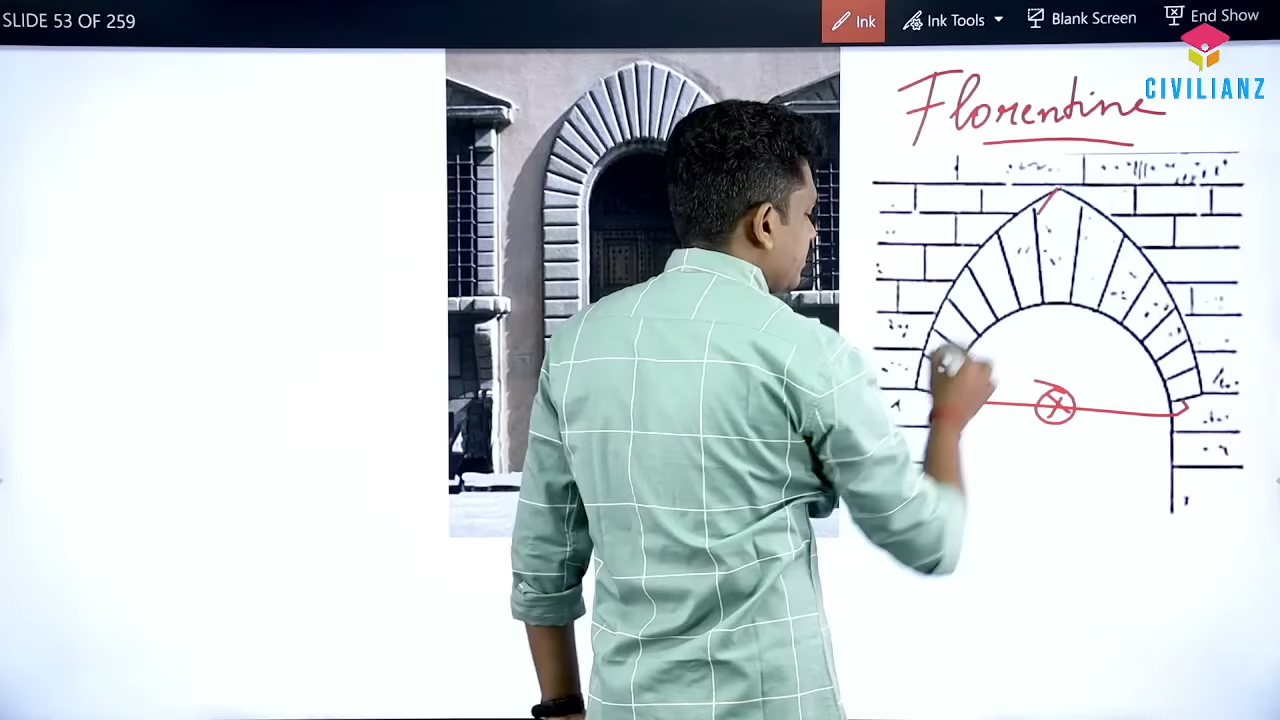 SLIDE 53 OF 259
Ink
Ink Tools
Blank Screen
End Show
CIVILIANZ
Florentine